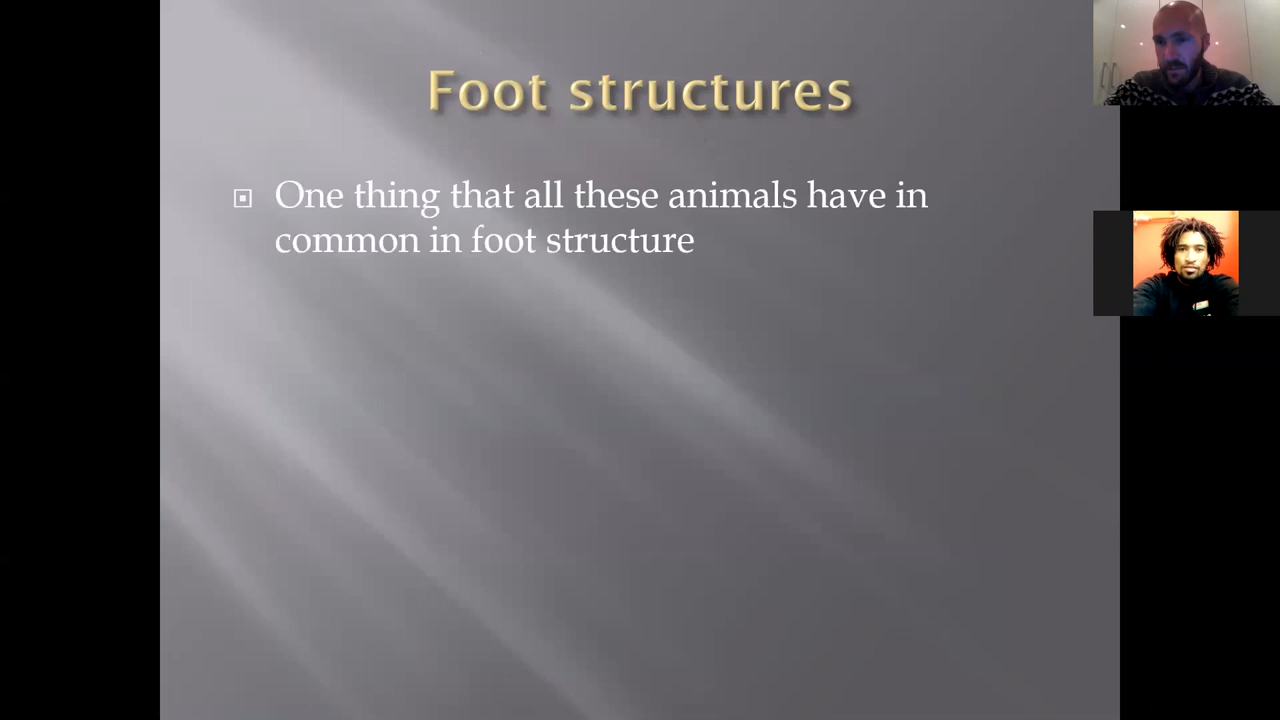 Foot structures
One thing that all these animals have in
common in foot structure